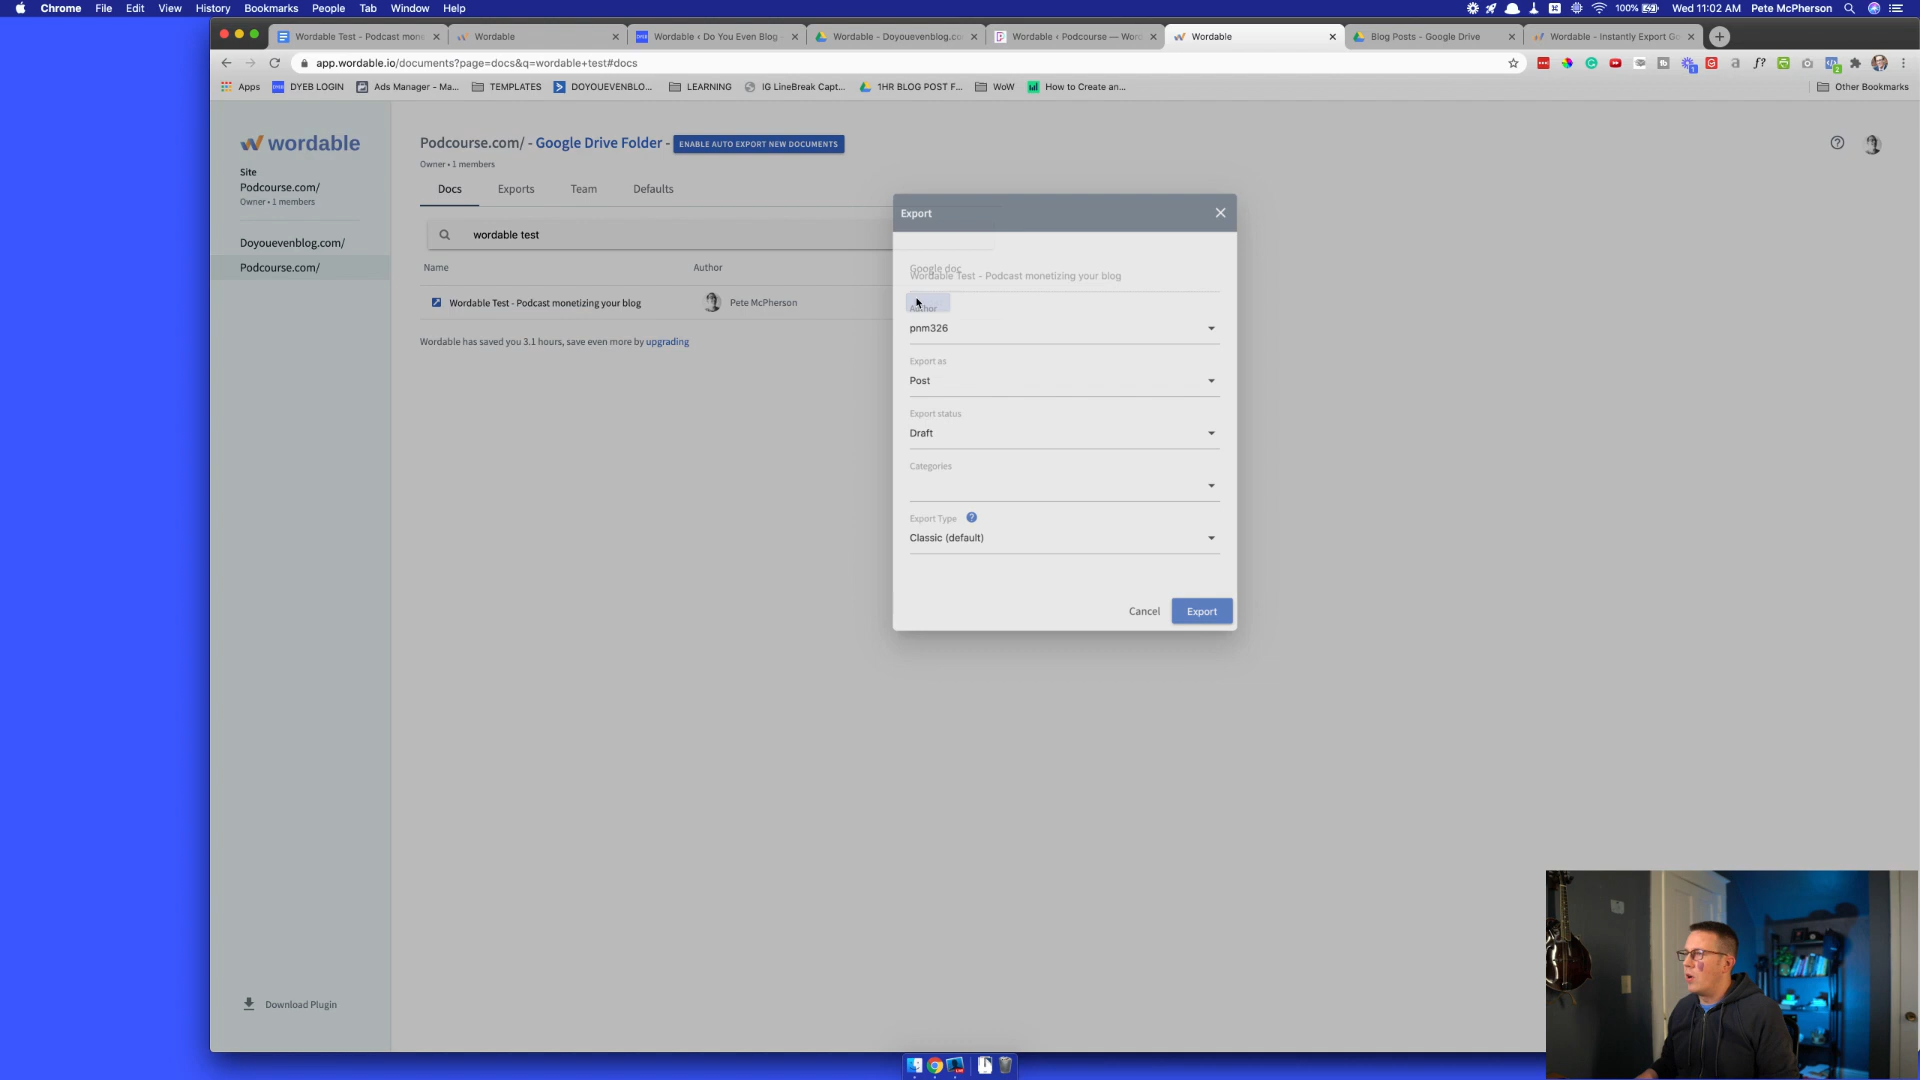 Chrome File Edit View History Bookmarks People Tab Window Help 100% Wed 11:02 AM Pete McPherson
Wordable Test - Podcast mon Wordable Wordable ‹ Do You Even Blog Wordable - Doyouevenblog.co Wordable ‹ Podcourse — Wor Wordable Blog Posts - Google Drive Wordable - Instantly Export G
app.wordable.io/documents?page=docs&q=wordable+test#docs
Apps DYEB LOGIN Ads Manager - Ma... TEMPLATES DOYOUEVENBLO... LEARNING IG LineBreak Capt... 1HR BLOG POST F... WoW How to Create an... Other Bookmarks
wordable
Site
Podcourse.com/
Owner • 1 members
Doyouevenblog.com/
Podcourse.com/
Download Plugin
Podcourse.com/ - Google Drive Folder - ENABLE AUTO EXPORT NEW DOCUMENTS
Owner • 1 members
Docs Exports Team Defaults
wordable test
Name Author
Wordable Test - Podcast monetizing your blog Pete McPherson
Wordable has saved you 3.1 hours, save even more by upgrading
Export
Google doc
Wordable Test - Podcast monetizing your blog
Author
pnm326
Export as
Post
Export status
Draft
Categories
Export Type
Classic (default)
Cancel Export